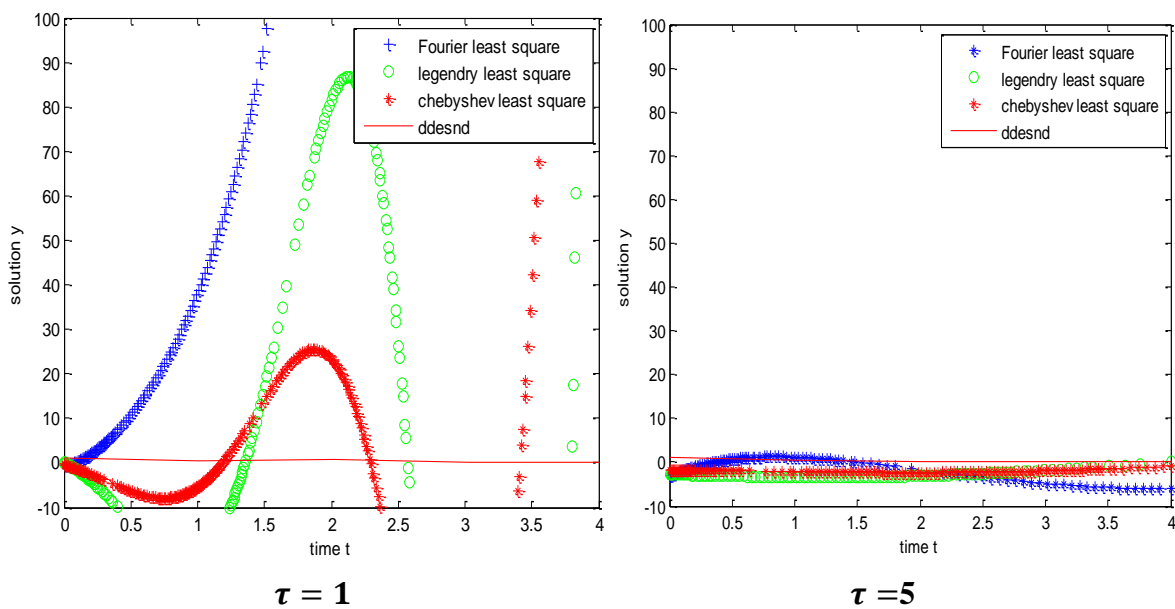 100
90
80
70
60
50
40
30
20
10
0
-10
solution y
0 0.5 1 1.5 2 2.5 3 3.5 4
time t
Fourier least square
legendry least square
chebyshev least square
ddesnd
τ = 1
100
90
80
70
60
50
40
30
20
10
0
-10
solution y
0 0.5 1 1.5 2 2.5 3 3.5 4
time t
Fourier least square
legendry least square
chebyshev least square
ddesnd
τ =5